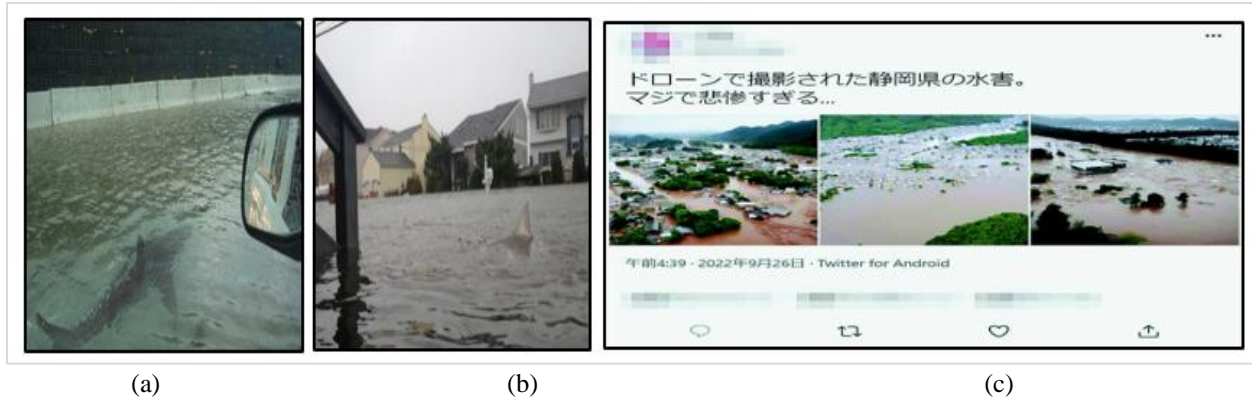 ドローンで撮影された静岡県の水害。
マジで悲惨すぎる...
午前4:39 · 2022年9月26日 · Twitter for Android
(a)
(b)
(c)